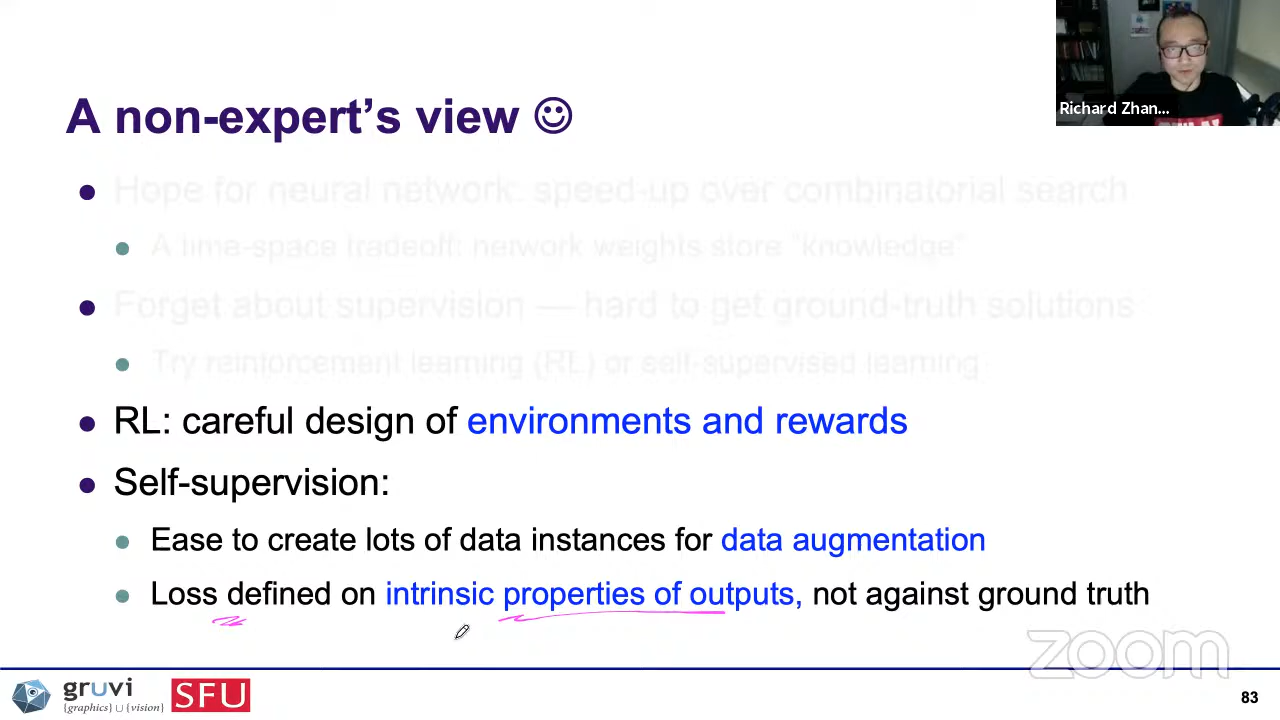 Richard Zhan...
A non-expert's view ☺
Hope for neural network: speed-up over combinatorial search
A time-space tradeoff: network weights store "knowledge"
Forget about supervision — hard to get ground-truth solutions
Try reinforcement learning (RL) or self-supervised learning
RL: careful design of environments and rewards
Self-supervision:
Ease to create lots of data instances for data augmentation
Loss defined on intrinsic properties of outputs, not against ground truth
zoom
gruvi
{graphics} ∪ {vision}
SFU
83